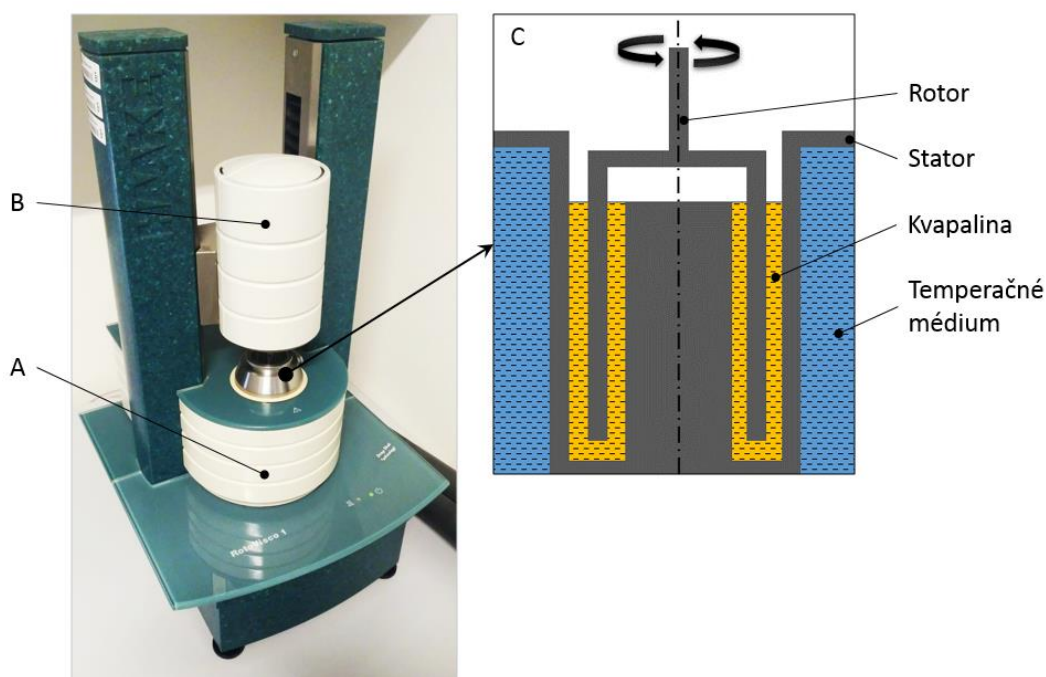 C
Rotor
Stator
Kvapalina
Temperačné
médium
B
A
HAAKE
RotoVisco 1